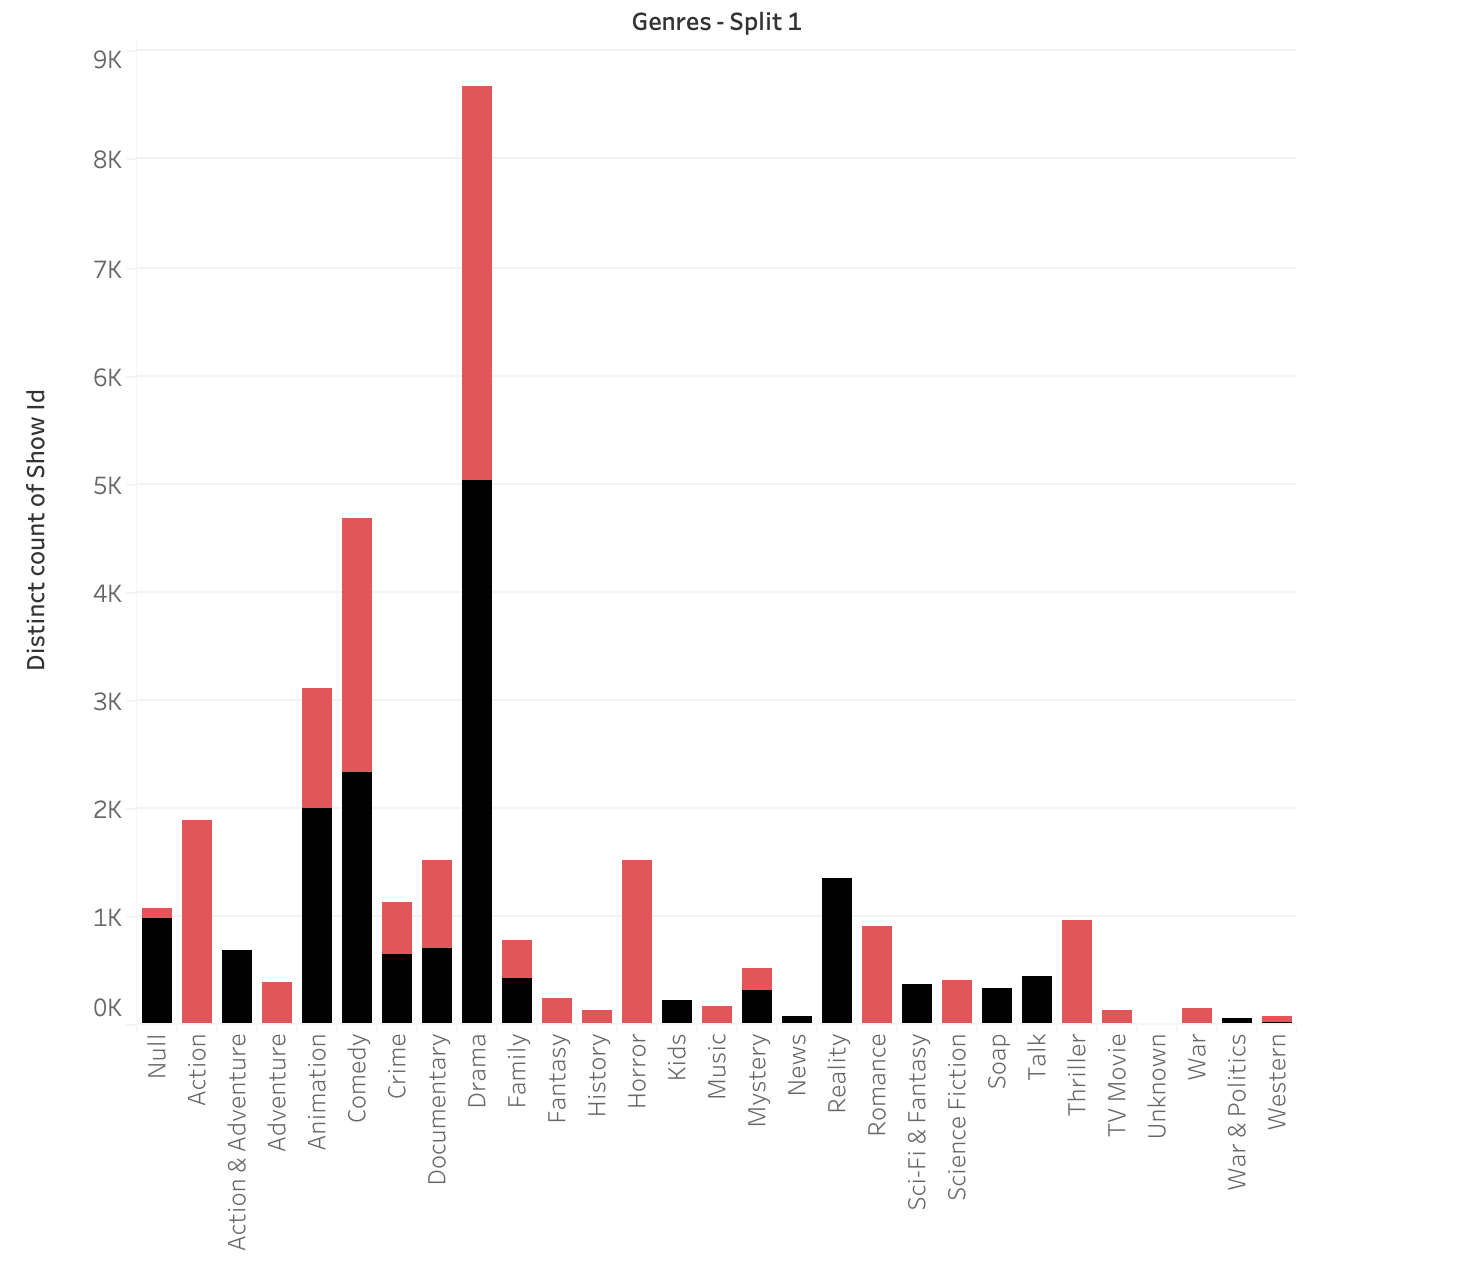 Genres - Split 1
9K
8K
7K
6K
5K
4K
3K
2K
1K
0K
Distinct count of Show Id
Null
Action
Action & Adventure
Adventure
Animation
Comedy
Crime
Documentary
Drama
Family
Fantasy
History
Horror
Kids
Music
Mystery
News
Reality
Romance
Sci-Fi & Fantasy
Science Fiction
Soap
Talk
Thriller
TV Movie
Unknown
War
War & Politics
Western